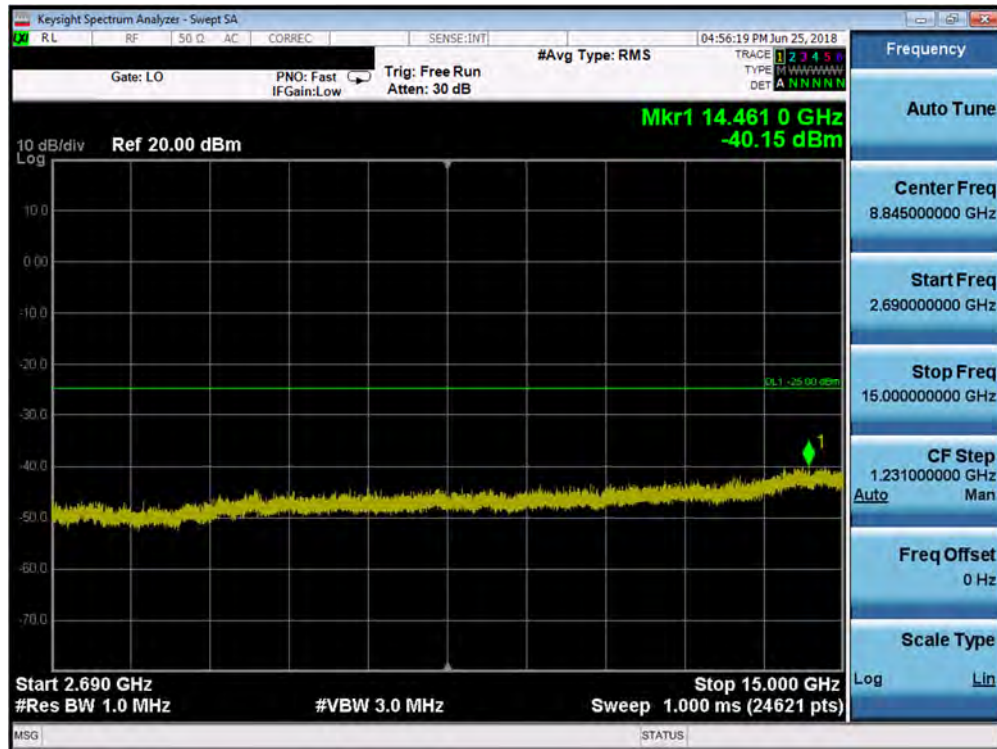 Keysight Spectrum Analyzer - Swept SA
LXI RL RF 50 Ω AC CORREC SENSE:INT 04:56:19 PM Jun 25, 2018
#Avg Type: RMS TRACE 1 2 3 4 5 6
Gate: LO PNO: Fast Trig: Free Run TYPE M WWWWW
IFGain:Low Atten: 30 dB DET A N N N N N
Mkr1 14.461 0 GHz
-40.15 dBm
10 dB/div Ref 20.00 dBm
Log
10.0
0.00
-10.0
-20.0
DL1 -25.00 dBm
-30.0
1
-40.0
-50.0
-60.0
-70.0
Start 2.690 GHz Stop 15.000 GHz
#Res BW 1.0 MHz #VBW 3.0 MHz Sweep 1.000 ms (24621 pts)
MSG STATUS
Frequency
Auto Tune
Center Freq
8.845000000 GHz
Start Freq
2.690000000 GHz
Stop Freq
15.000000000 GHz
CF Step
1.231000000 GHz
Auto Man
Freq Offset
0 Hz
Scale Type
Log Lin